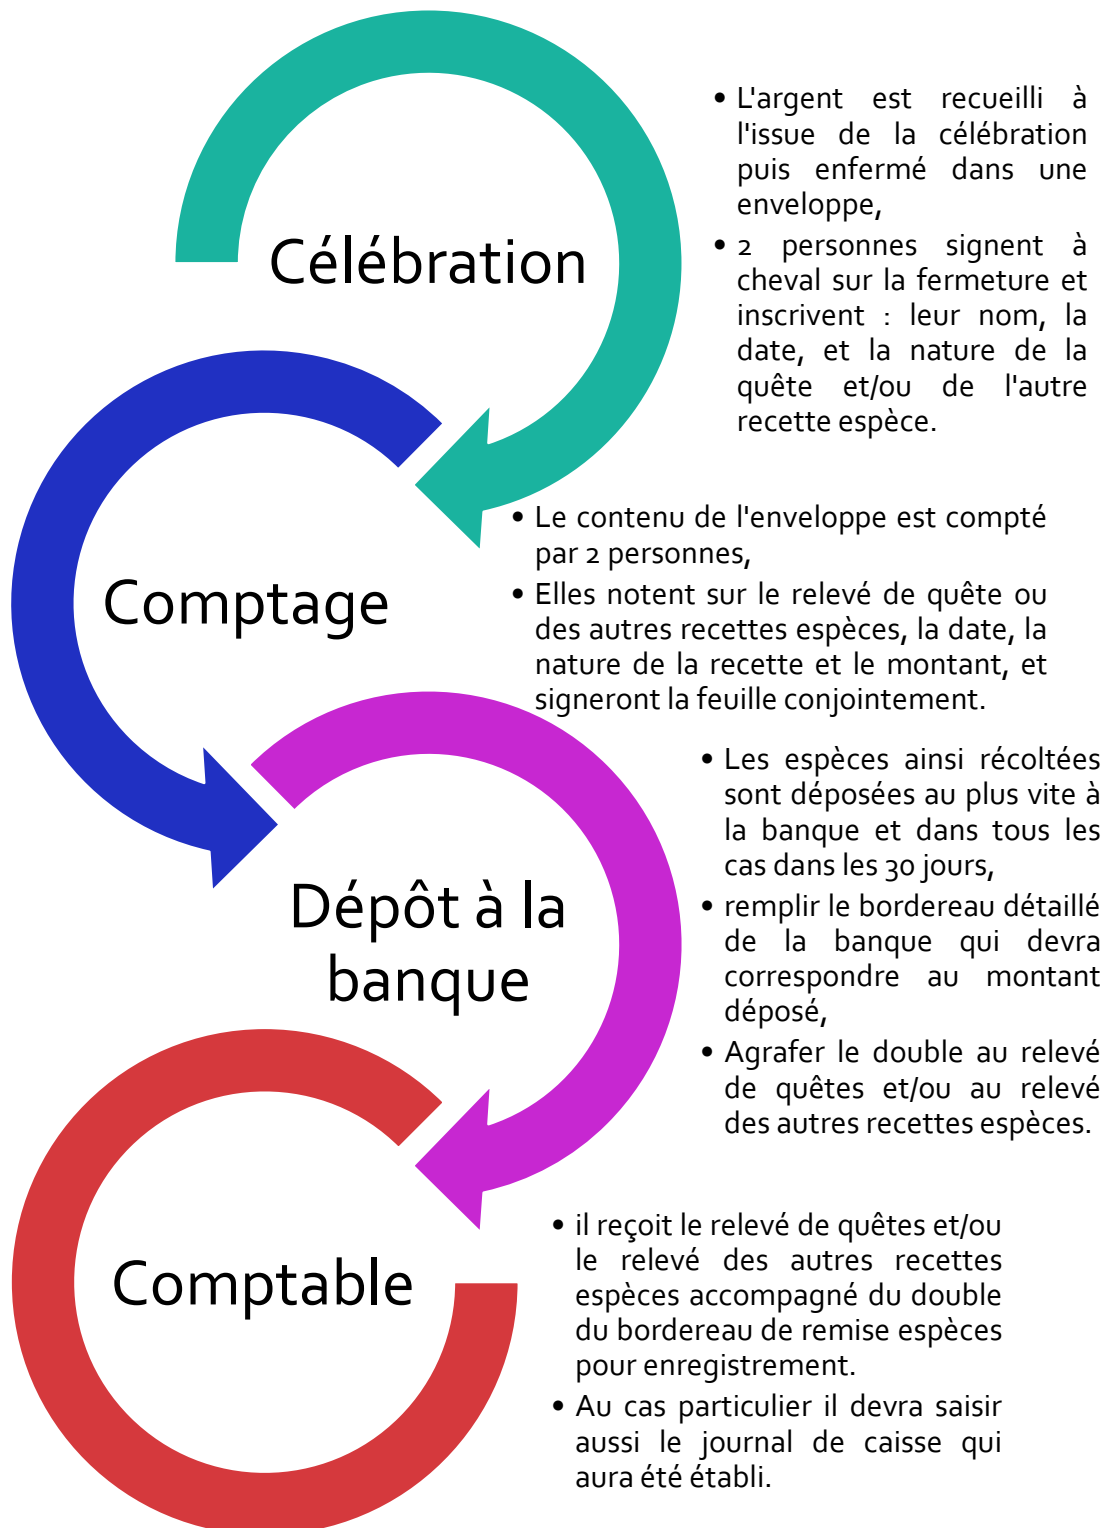 Célébration
• L'argent est recueilli à
l'issue de la célébration
puis enfermé dans une
enveloppe,
• 2 personnes signent à
cheval sur la fermeture et
inscrivent : leur nom, la
date, et la nature de la
quête et/ou de l'autre
recette espèce.
Comptage
• Le contenu de l'enveloppe est compté
par 2 personnes,
• Elles notent sur le relevé de quête ou
des autres recettes espèces, la date, la
nature de la recette et le montant, et
signeront la feuille conjointement.
Dépôt à la
banque
• Les espèces ainsi récoltées
sont déposées au plus vite à
la banque et dans tous les
cas dans les 30 jours,
• remplir le bordereau détaillé
de la banque qui devra
correspondre au montant
déposé,
• Agrafer le double au relevé
de quêtes et/ou au relevé
des autres recettes espèces.
Comptable
• il reçoit le relevé de quêtes et/ou
le relevé des autres recettes
espèces accompagné du double
du bordereau de remise espèces
pour enregistrement.
• Au cas particulier il devra saisir
aussi le journal de caisse qui
aura été établi.